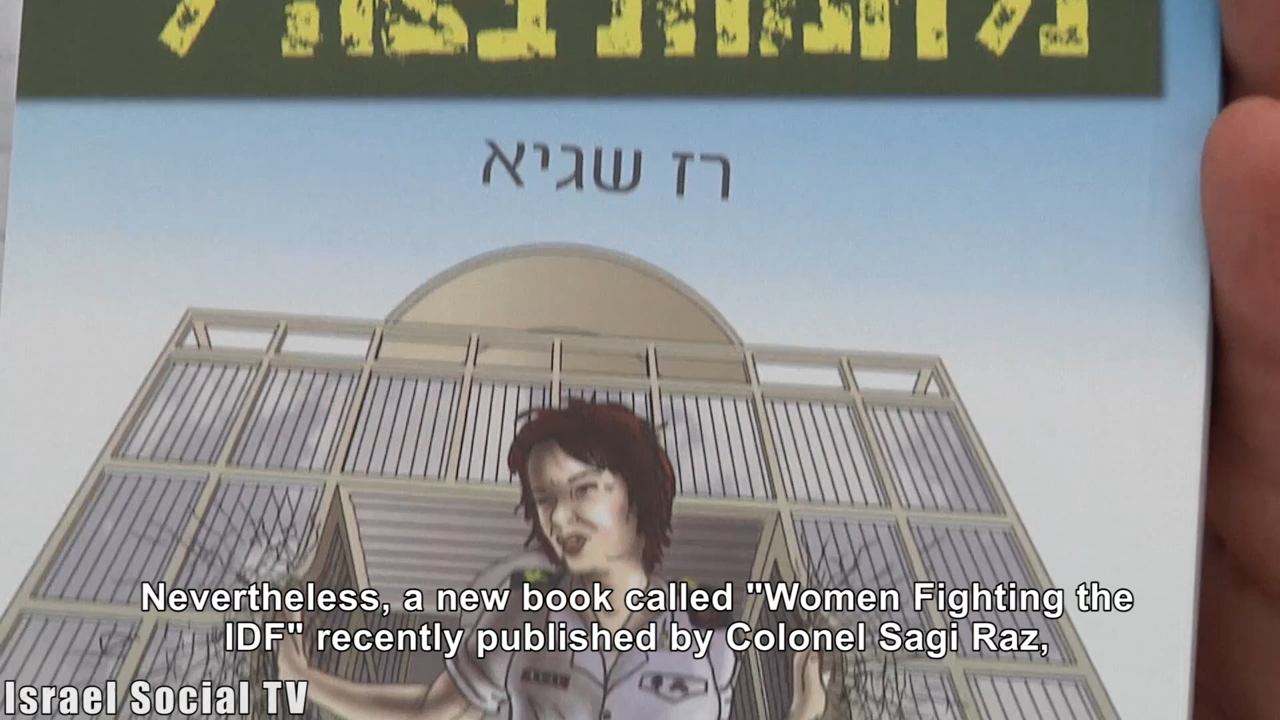 רז שגיא
Nevertheless, a new book called "Women Fighting the
IDF" recently published by Colonel Sagi Raz,
Israel Social TV